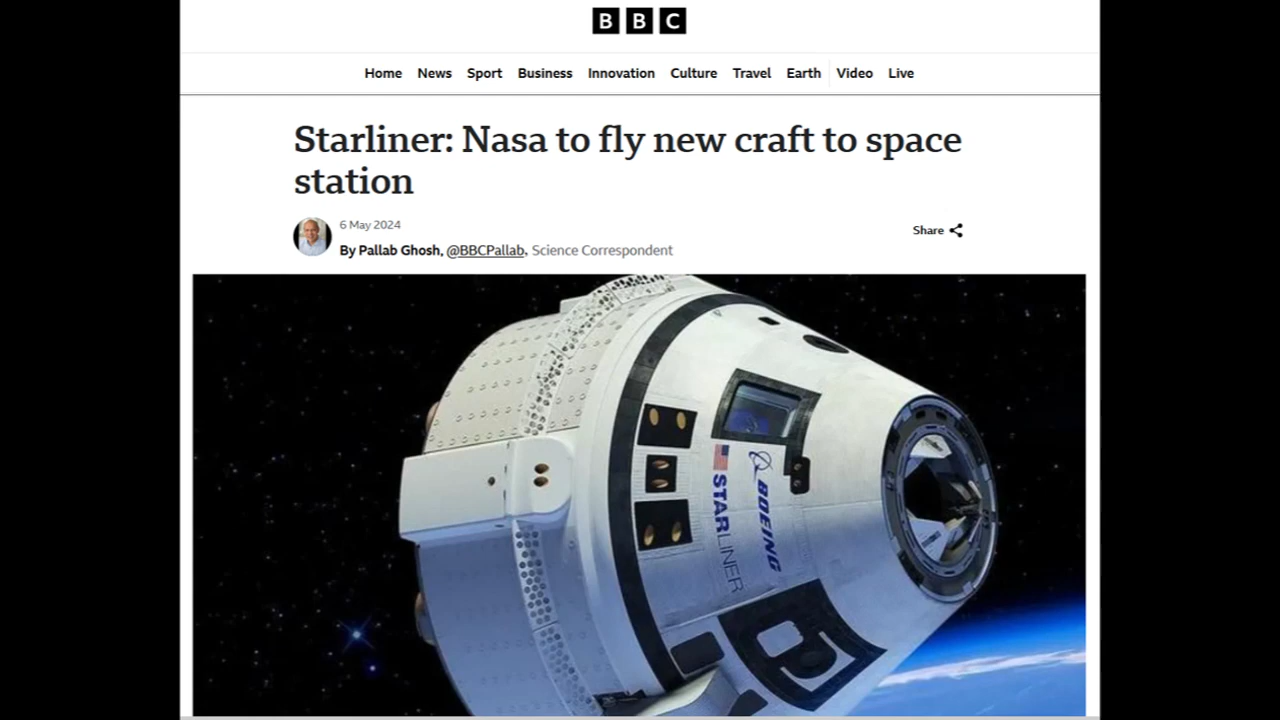 BBC
Home News Sport Business Innovation Culture Travel Earth Video Live
Starliner: Nasa to fly new craft to space
station
6 May 2024
By Pallab Ghosh, @BBCPallab, Science Correspondent
Share
BOEING
STARLINER